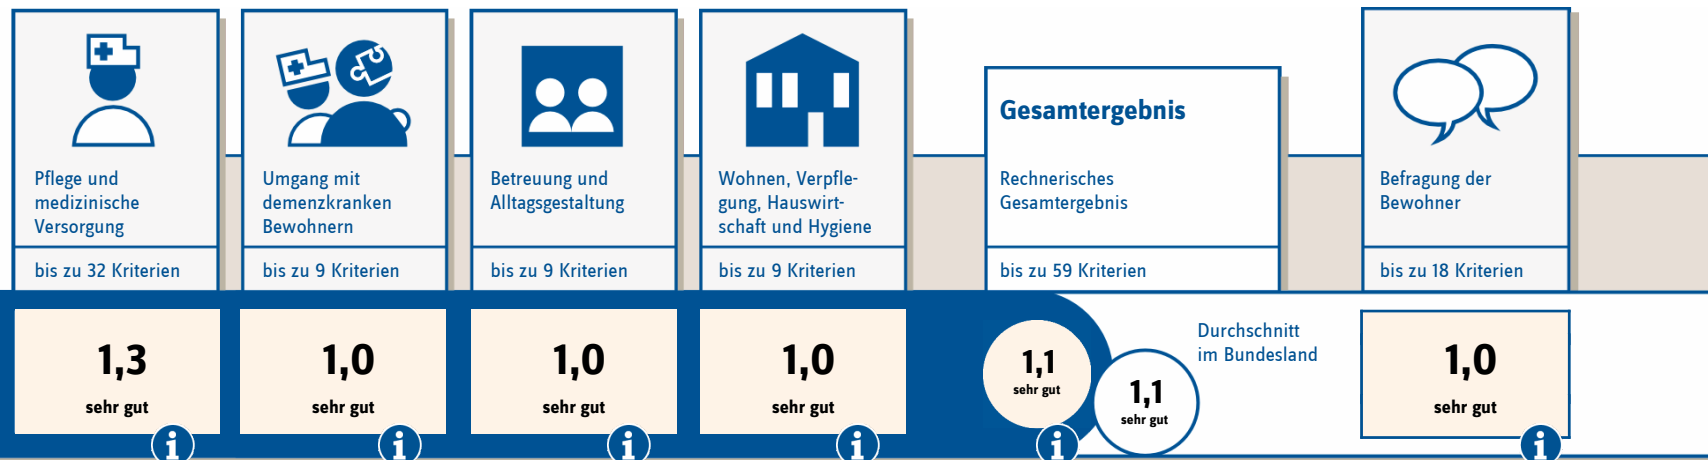 Pflege und
medizinische
Versorgung
bis zu 32 Kriterien
1,3
sehr gut
Umgang mit
demenzkranken
Bewohnern
bis zu 9 Kriterien
1,0
sehr gut
Betreuung und
Alltagsgestaltung
bis zu 9 Kriterien
1,0
sehr gut
Wohnen, Verpfle-
gung, Hauswirt-
schaft und Hygiene
bis zu 9 Kriterien
1,0
sehr gut
Gesamtergebnis
Rechnerisches
Gesamtergebnis
bis zu 59 Kriterien
1,1
sehr gut
Durchschnitt
im Bundesland
1,1
sehr gut
Befragung der
Bewohner
bis zu 18 Kriterien
1,0
sehr gut